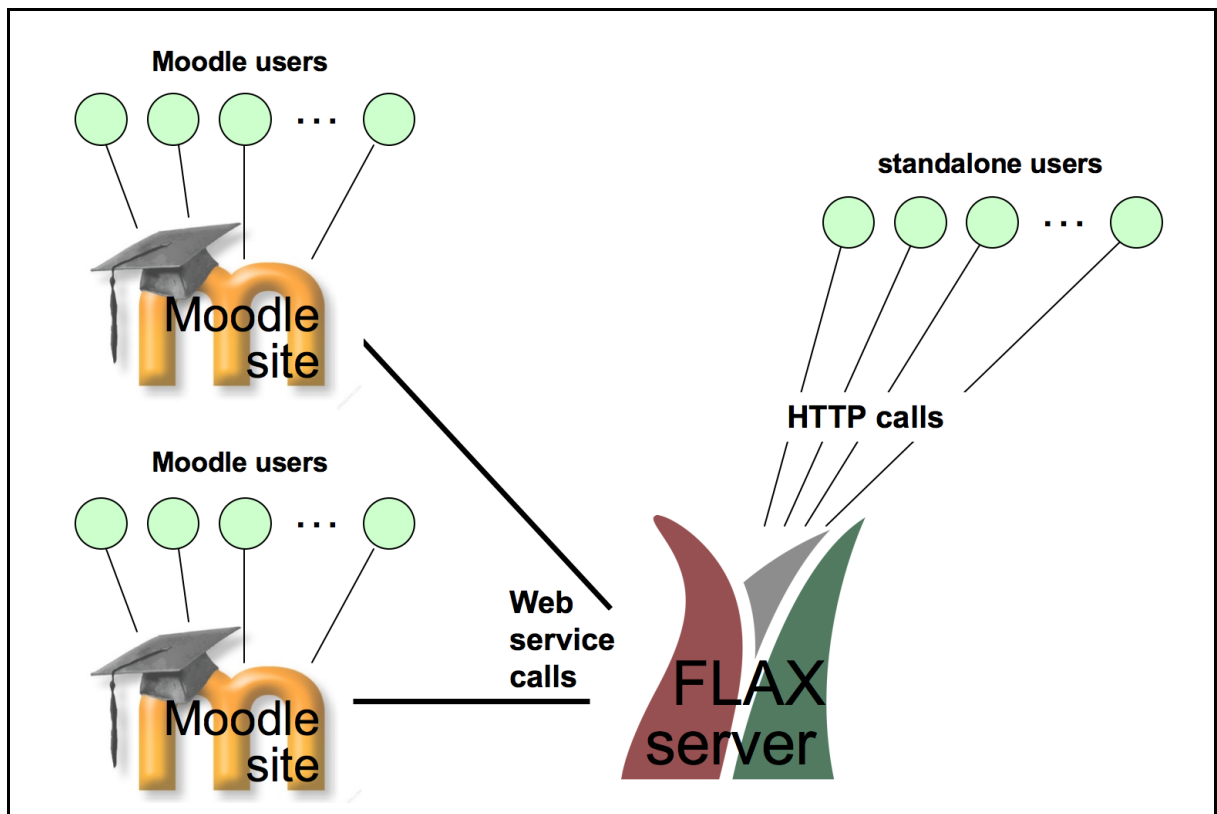 Moodle users
...
Moodle
site
standalone users
...
HTTP calls
Moodle users
...
Moodle
site
Web
service
calls
FLAX
server